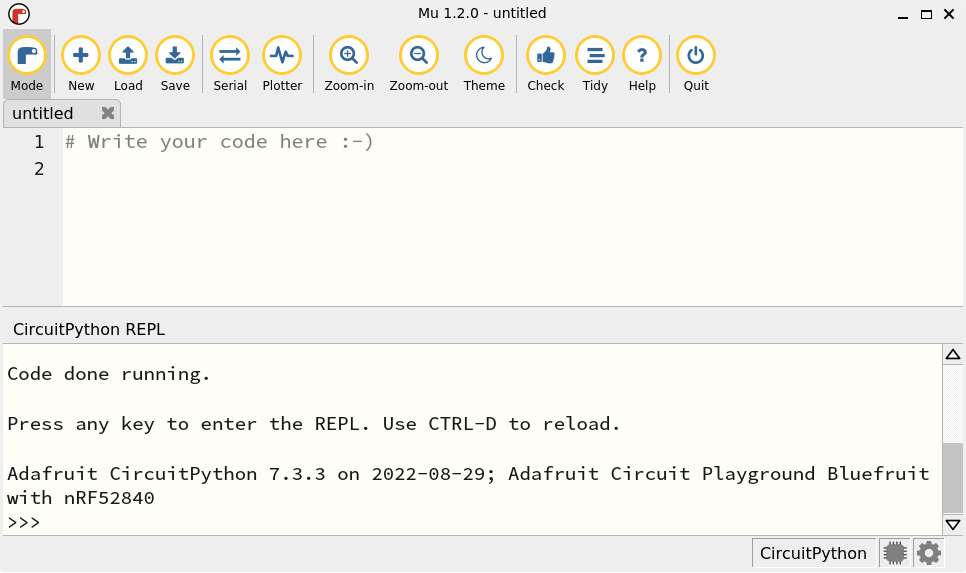 Mu 1.2.0 - untitled
Mode New Load Save Serial Plotter Zoom-in Zoom-out Theme Check Tidy Help Quit
untitled
1 # Write your code here :-)
2
CircuitPython REPL
Code done running.
Press any key to enter the REPL. Use CTRL-D to reload.
Adafruit CircuitPython 7.3.3 on 2022-08-29; Adafruit Circuit Playground Bluefruit
with nRF52840
>>>
CircuitPython